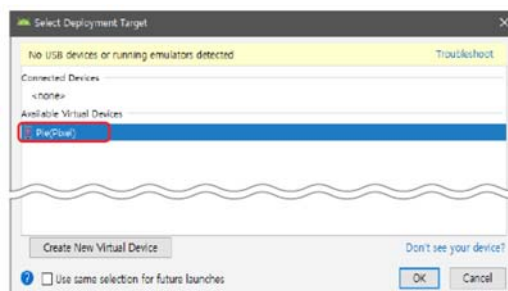 Select Deployment Target
No USB devices or running emulators detected Troubleshoot
Connected Devices
<none>
Available Virtual Devices
Pie(Pixel)
Create New Virtual Device Don't see your device?
Use same selection for future launches OK Cancel